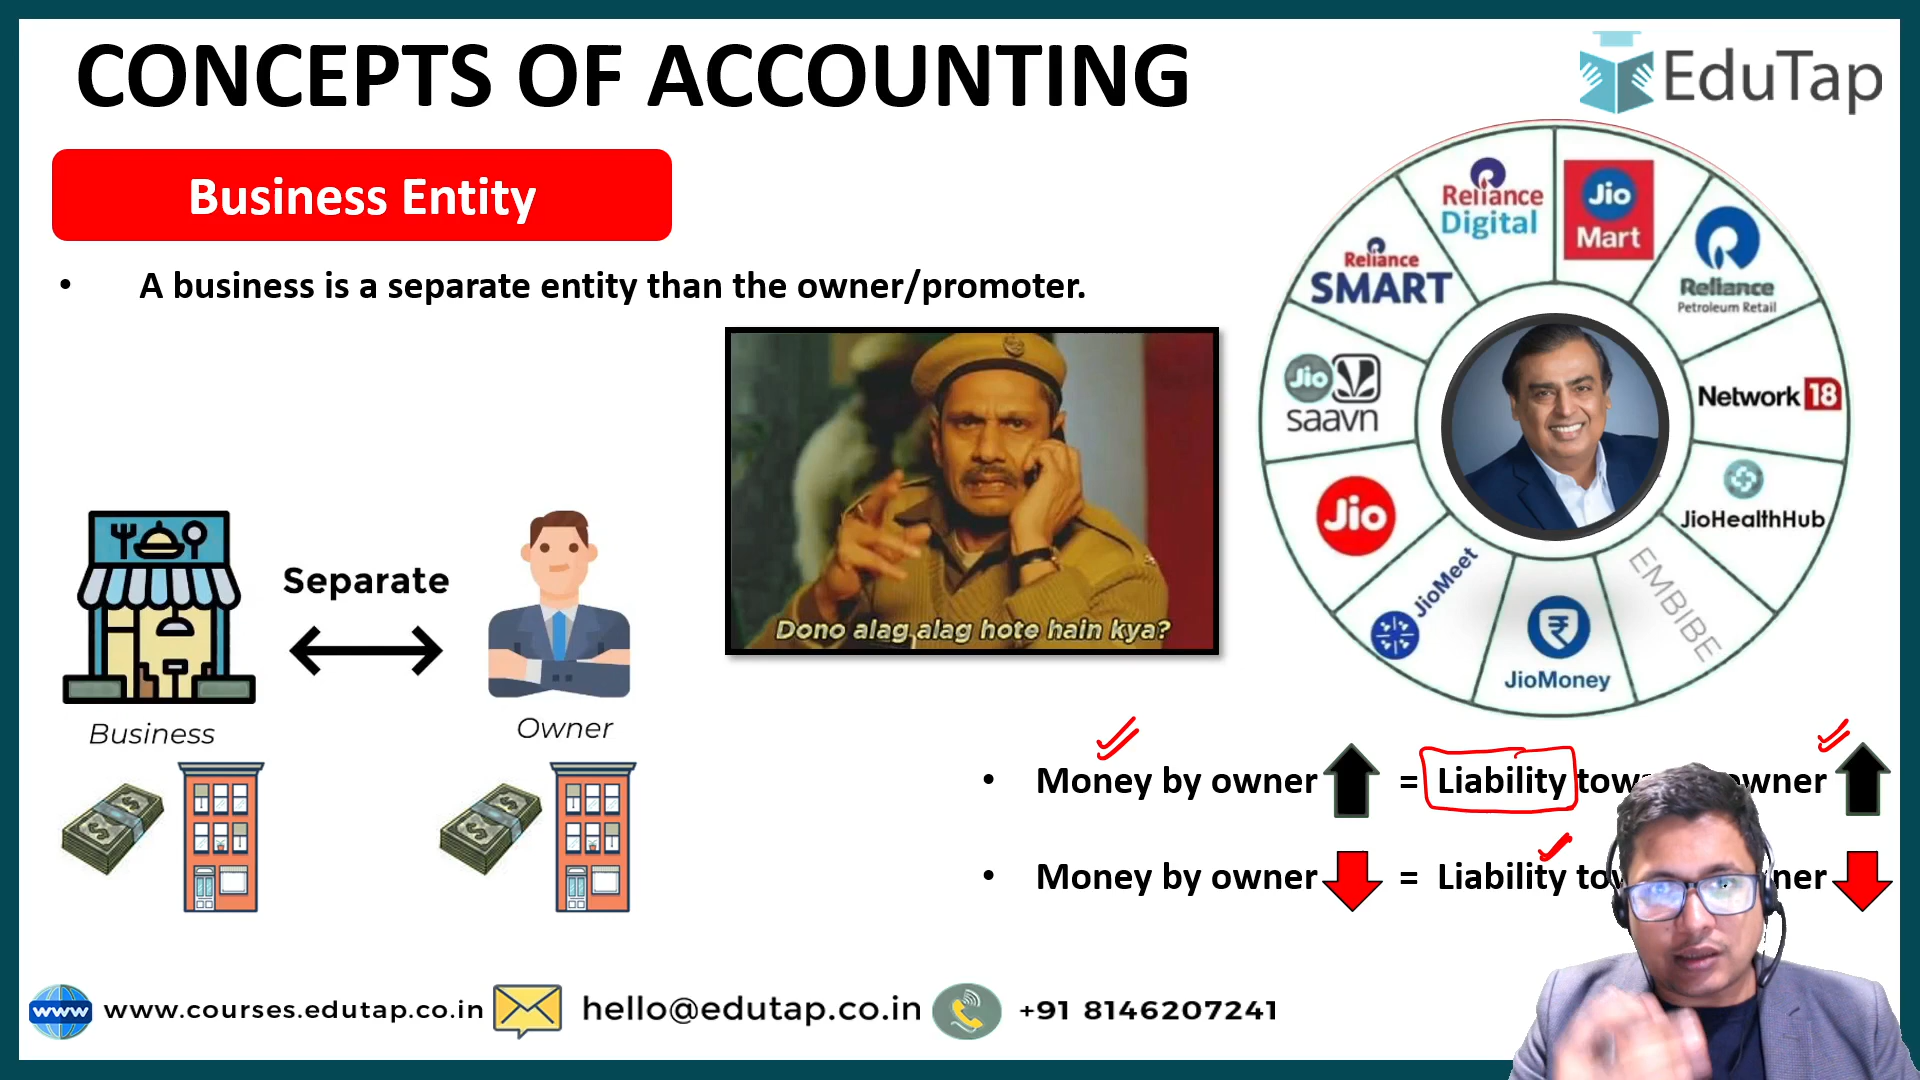 CONCEPTS OF ACCOUNTING
EduTap
Business Entity
• A business is a separate entity than the owner/promoter.
Reliance
Digital
Jio
Mart
Reliance
SMART
Reliance
Petroleum Retail
Jio
saavn
Network 18
Jio
JioHealthHub
JioMeet
JioMoney
EMBIBE
Dono alag alag hote hain kya?
Separate
Business
Owner
• Money by owner = Liability owner
• Money by owner = Liability
www
www.courses.edutap.co.in
hello@edutap.co.in
+91 8146207241